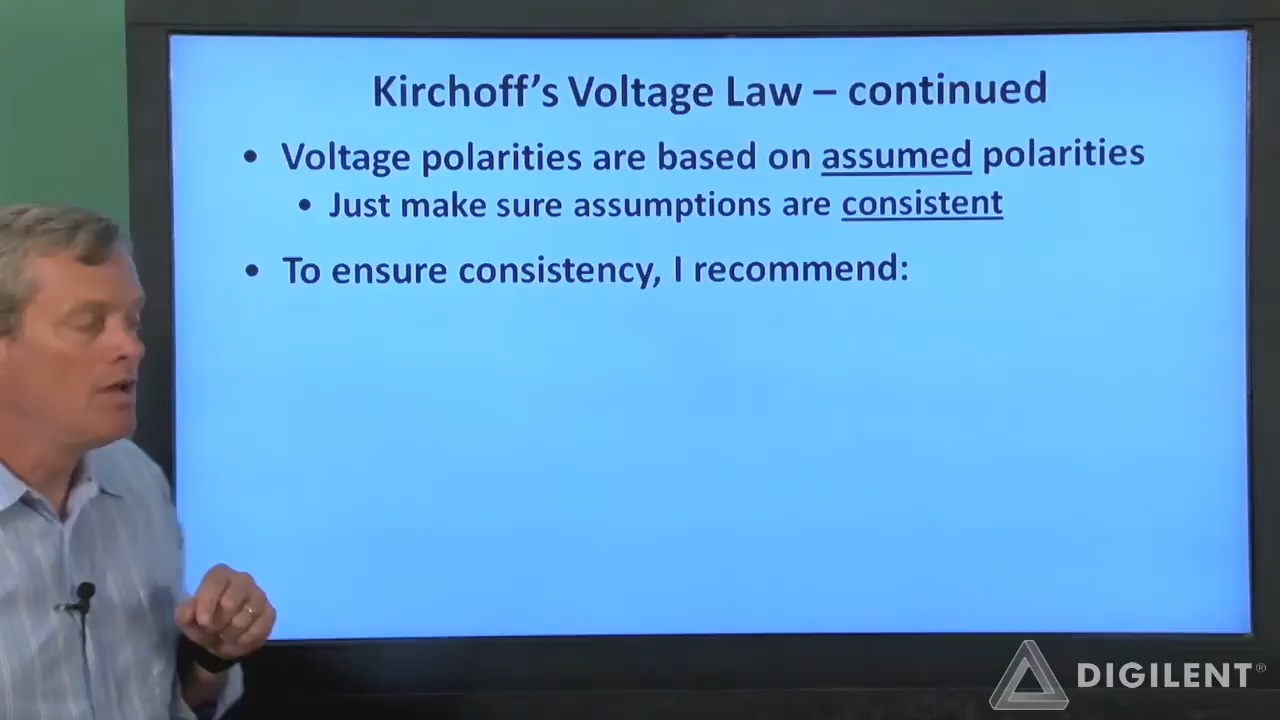 Kirchoff's Voltage Law – continued
• Voltage polarities are based on assumed polarities
• Just make sure assumptions are consistent
• To ensure consistency, I recommend:
DIGILENT®